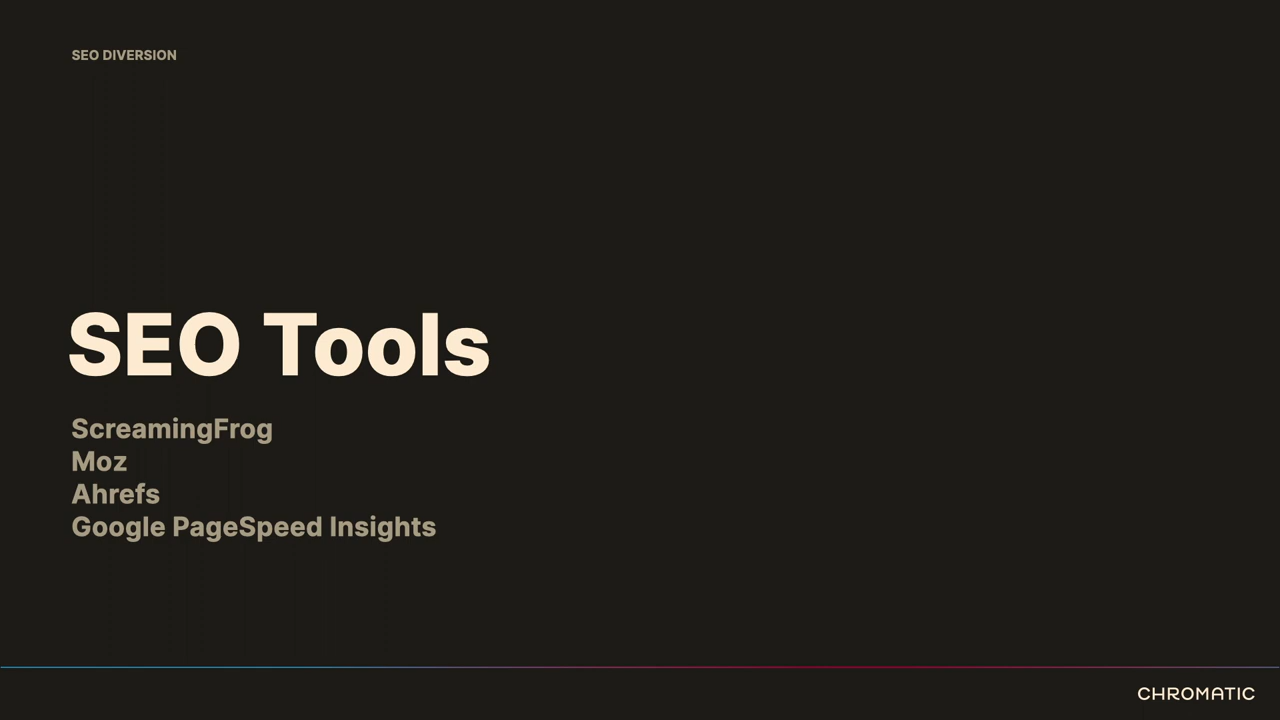 SEO DIVERSION
SEO Tools
ScreamingFrog
Moz
Ahrefs
Google PageSpeed Insights
CHROMATIC